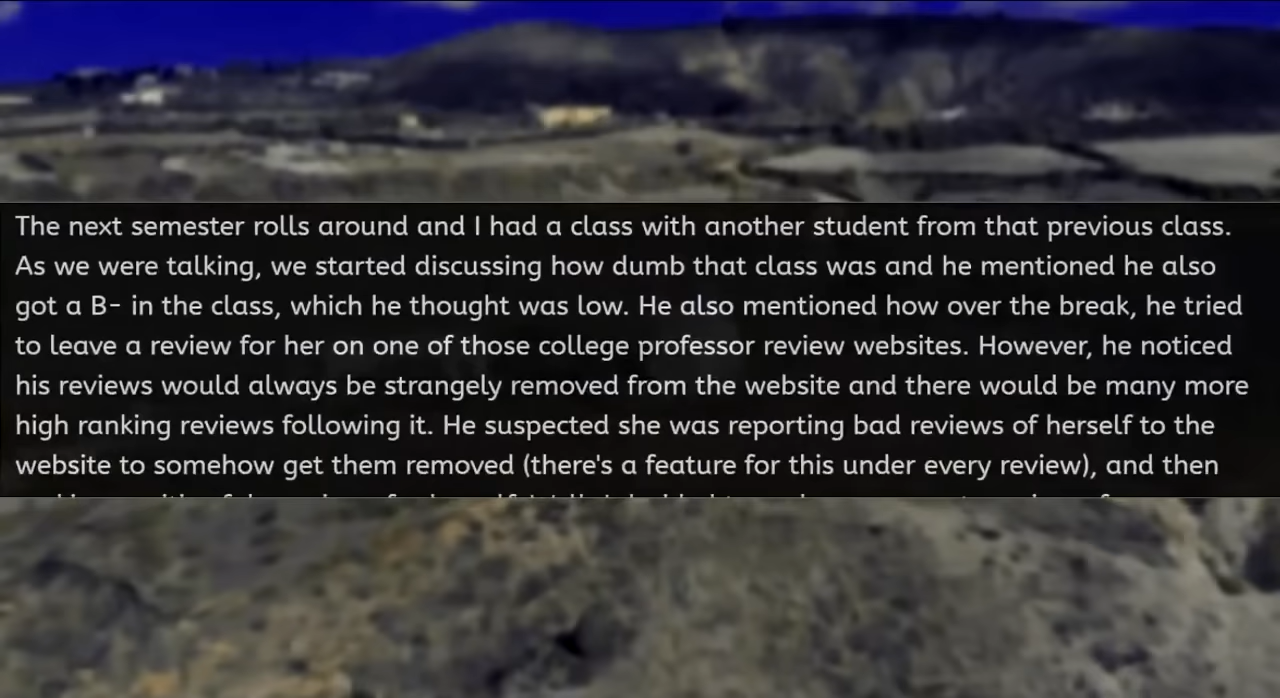 The next semester rolls around and I had a class with another student from that previous class.
As we were talking, we started discussing how dumb that class was and he mentioned he also
got a B- in the class, which he thought was low. He also mentioned how over the break, he tried
to leave a review for her on one of those college professor review websites. However, he noticed
his reviews would always be strangely removed from the website and there would be many more
high ranking reviews following it. He suspected she was reporting bad reviews of herself to the
website to somehow get them removed (there's a feature for this under every review), and then